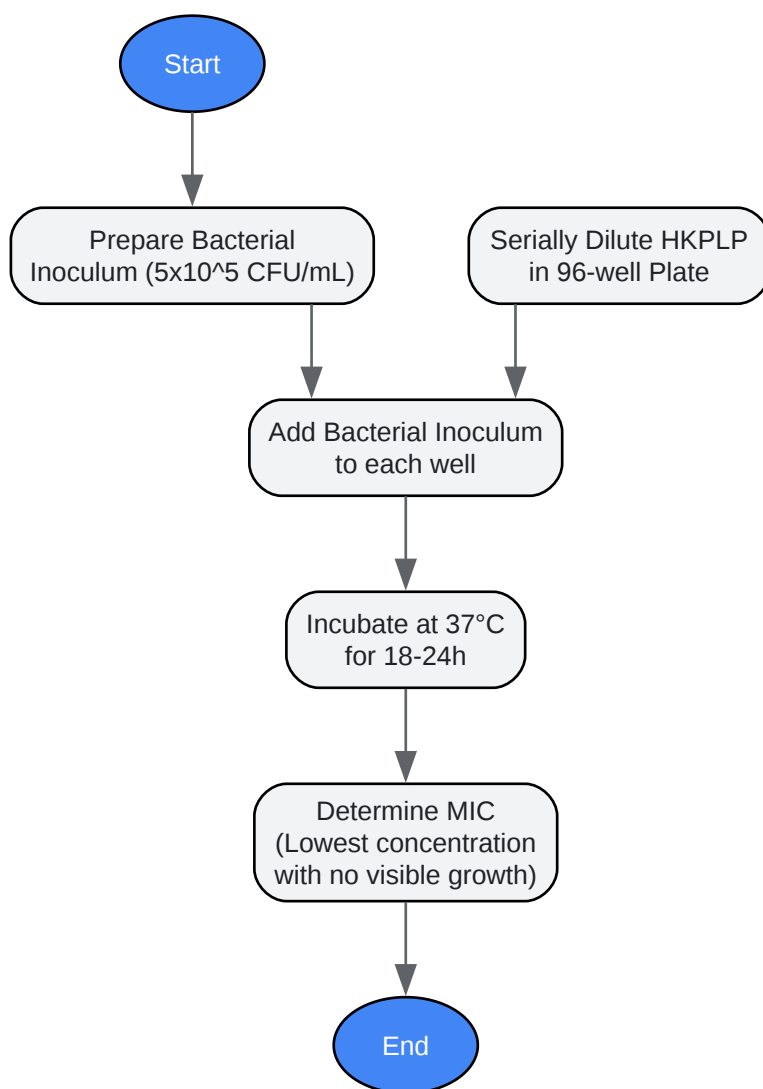 Start
Prepare Bacterial
Inoculum (5x10^5 CFU/mL)
Serially Dilute HKPLP
in 96-well Plate
Add Bacterial Inoculum
to each well
Incubate at 37°C
for 18-24h
Determine MIC
(Lowest concentration
with no visible growth)
End